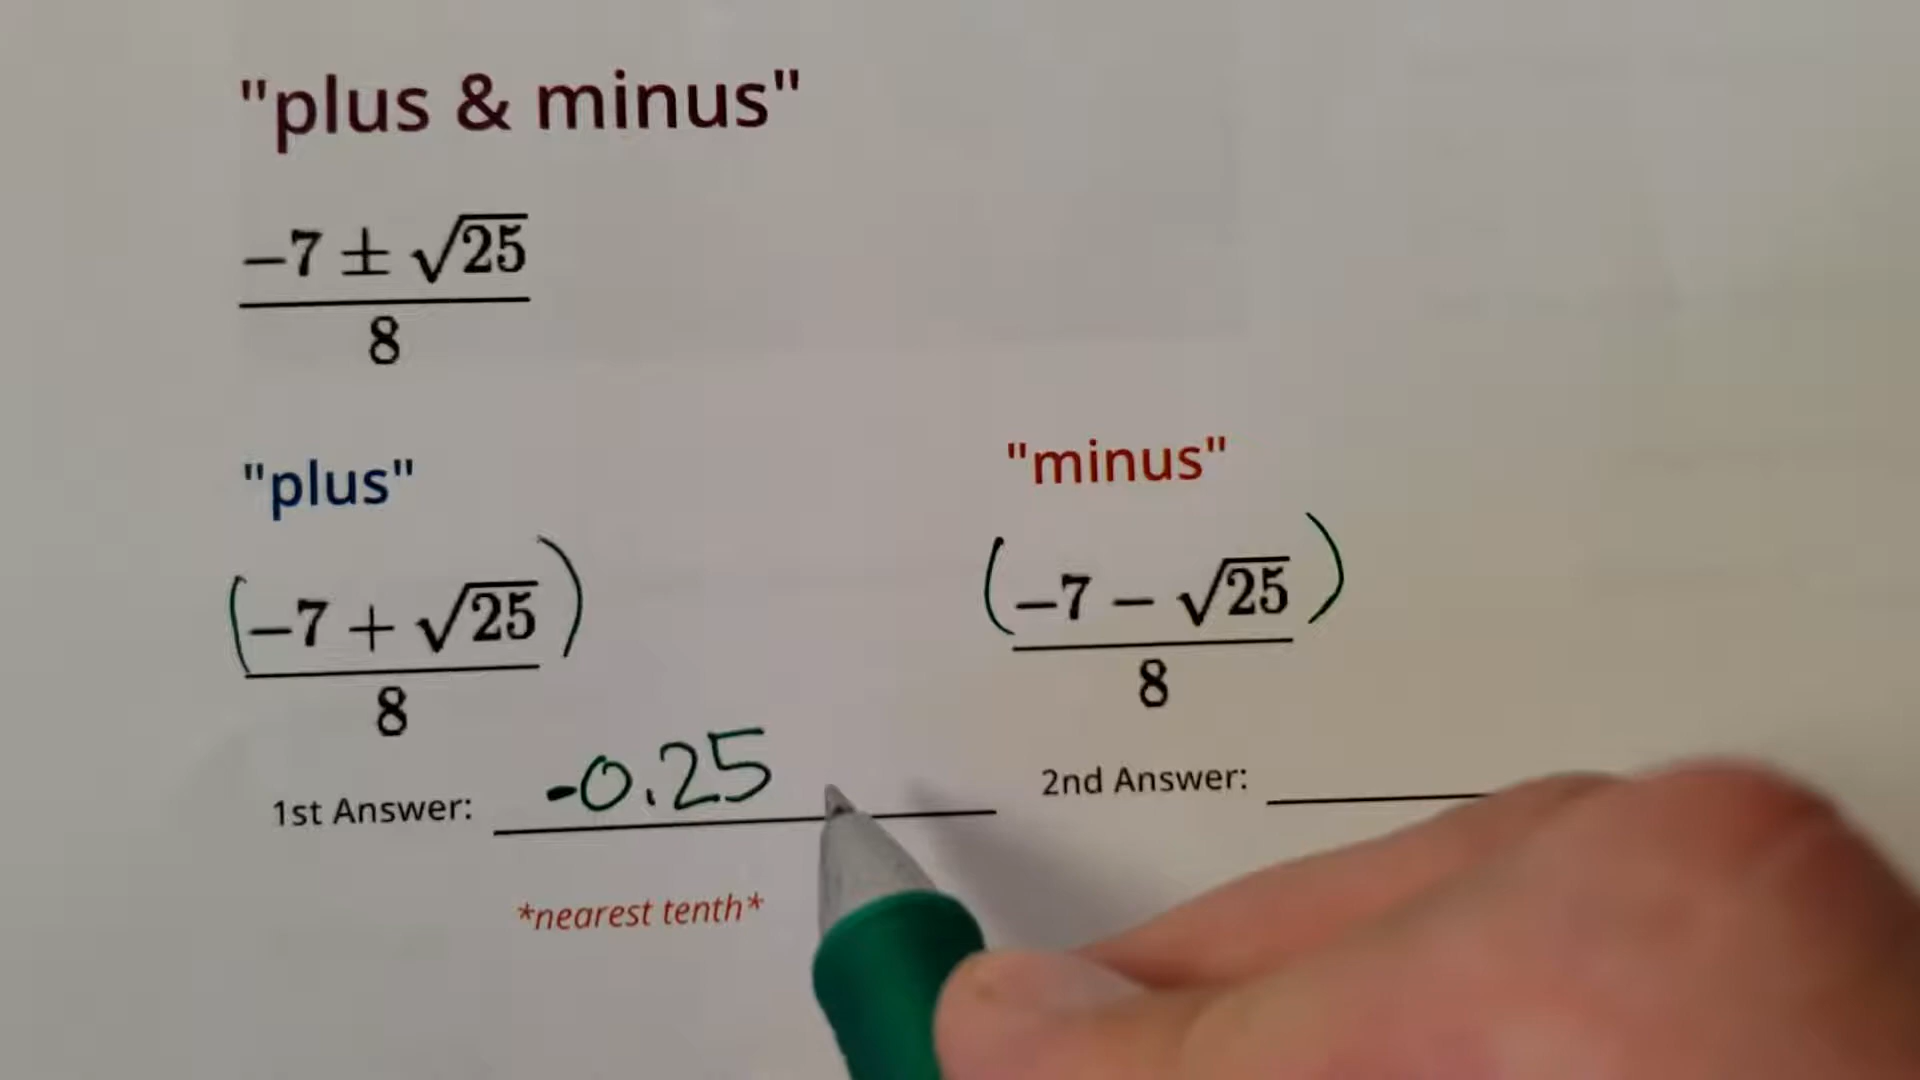 "plus & minus"
−7 ± √25
8
"plus"
(−7 + √25)
8
1st Answer: -0.25
*nearest tenth*
"minus"
(−7 − √25)
8
2nd Answer: